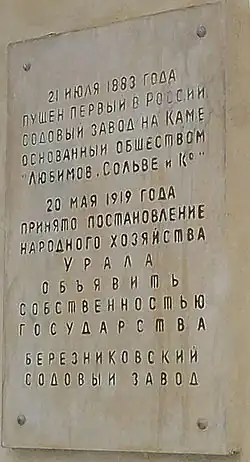 21 ИЮЛЯ 1883 ГОДА
ПУЩЕН ПЕРВЫЙ В РОССИИ
СОДОВЫЙ ЗАВОД НА КАМЕ
ОСНОВАННЫЙ ОБЩЕСТВОМ
"ЛЮБИМОВ, СОЛЬВЕ И Кº"
20 МАЯ 1919 ГОДА
ПРИНЯТО ПОСТАНОВЛЕНИЕ
НАРОДНОГО ХОЗЯЙСТВА
УРАЛА
ОБЪЯВИТЬ
СОБСТВЕННОСТЬЮ
ГОСУДАРСТВА
БЕРЕЗНИКОВСКИЙ
СОДОВЫЙ ЗАВОД